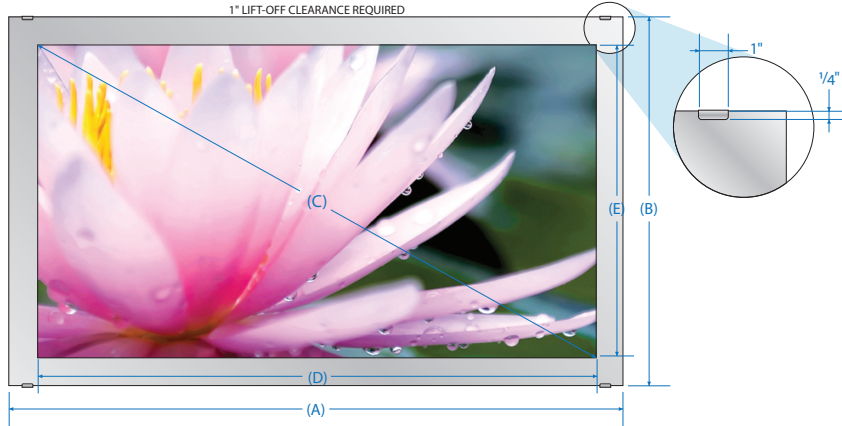 1" LIFT-OFF CLEARANCE REQUIRED
1"
1/4"
(C)
(E)
(B)
(D)
(A)